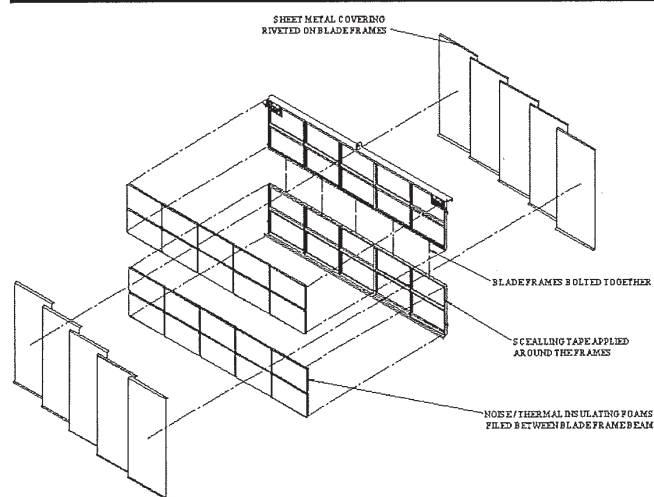 SHEET METAL COVERING
RIVETED ON BLADE FRAMES
BLADE FRAMES BOLTED TOGETHER
SCEALLING TAPE APPLIED
AROUND THE FRAMES
NOISE / THERMAL INSULATING FOAMS
FILED BETWEEN BLADE FRAME BEAM